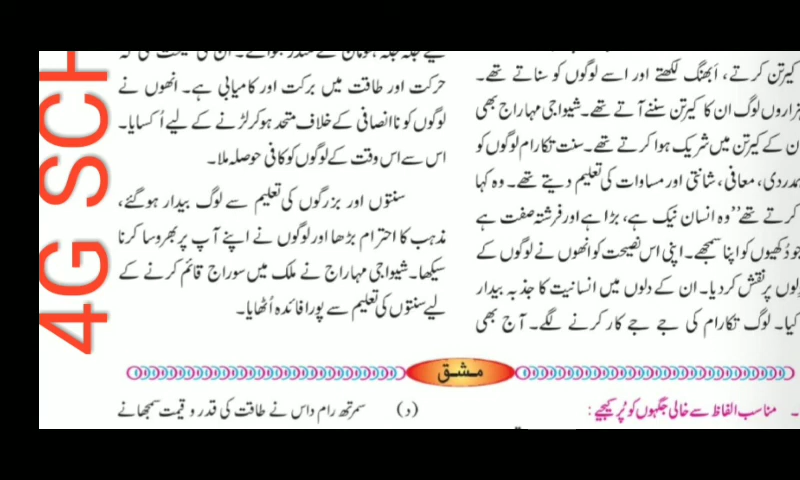 کیرتن کرتے، ابھنگ لکھتے اور اسے لوگوں کو سناتے تھے۔
ہزاروں لوگ ان کا کیرتن سننے آتے تھے۔ شیواجی مہاراج بھی
ان کے کیرتن میں شریک ہوا کرتے تھے۔ سنت تکارام لوگوں کو
ہمدردی، معافی، شانتی اور مساوات کی تعلیم دیتے تھے۔ وہ کہا
کرتے تھے ”وہ انسان نیک ہے، بڑا ہے اور فرشتہ صفت ہے
جو دُکھیوں کو اپنا سمجھے۔ اپنی اس نصیحت کو انھوں نے لوگوں کے
دلوں پر نقش کردیا۔ ان کے دلوں میں انسانیت کا جذبہ بیدار
کیا۔ لوگ تکارام کی جے جے کار کرنے لگے۔ آج بھی
حرکت اور طاقت میں برکت اور کامیابی ہے۔ انھوں نے
لوگوں کو ناانصافی کے خلاف متحد ہوکر لڑنے کے لیے اُکسایا۔
اس سے اس وقت کے لوگوں کو کافی حوصلہ ملا۔
سنتوں اور بزرگوں کی تعلیم سے لوگ بیدار ہوگئے،
مذہب کا احترام بڑھا اور لوگوں نے اپنے آپ پر بھروسا کرنا
سیکھا۔ شیواجی مہاراج نے ملک میں سوراج قائم کرنے کے
لیے سنتوں کی تعلیم سے پورا فائدہ اُٹھایا۔
مشق
۔ مناسب الفاظ سے خالی جگہوں کو پُر کیجیے :
(د) سمرتھ رام داس نے طاقت کی قدر و قیمت سمجھانے
4G SCH